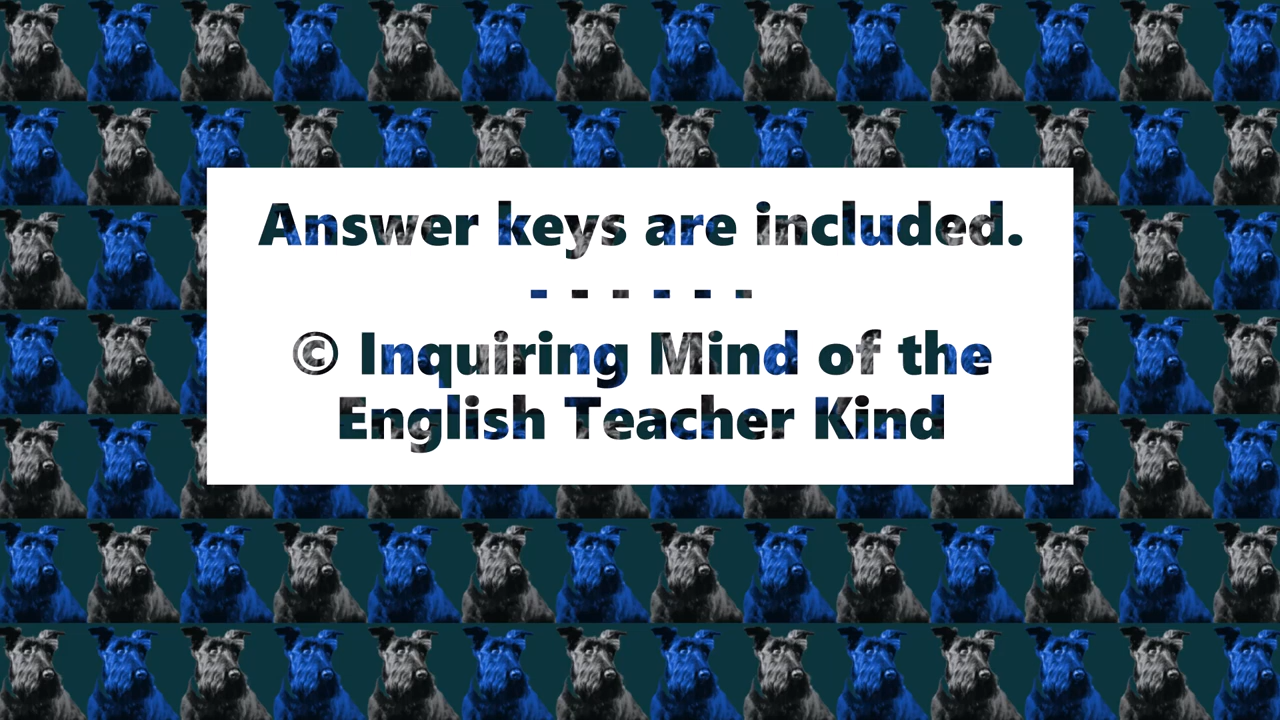 Answer keys are included.
- - - - - -
© Inquiring Mind of the
English Teacher Kind